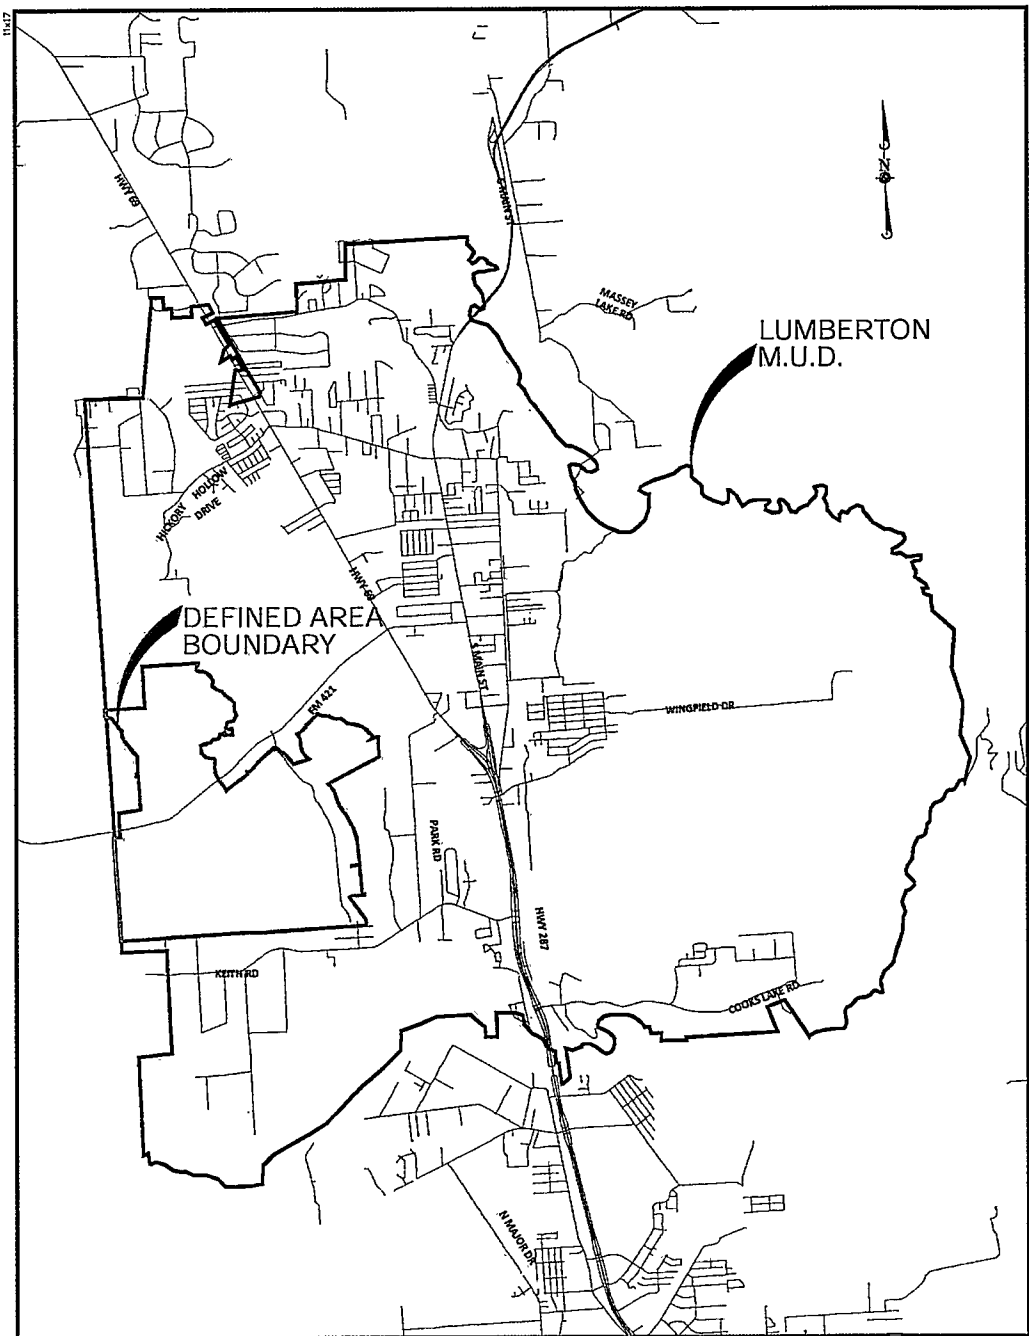 11x17
HWY 69
S MAIN ST
N
MASSEY
LAKE RD
LUMBERTON
M.U.D.
HICKORY HOLLOW
DRIVE
HWY 69
DEFINED AREA
BOUNDARY
S MAIN ST
FM 421
WINGFIELD DR
PARK RD
HWY 287
KEITH RD
COOKS LAKE RD
N MAJOR DR